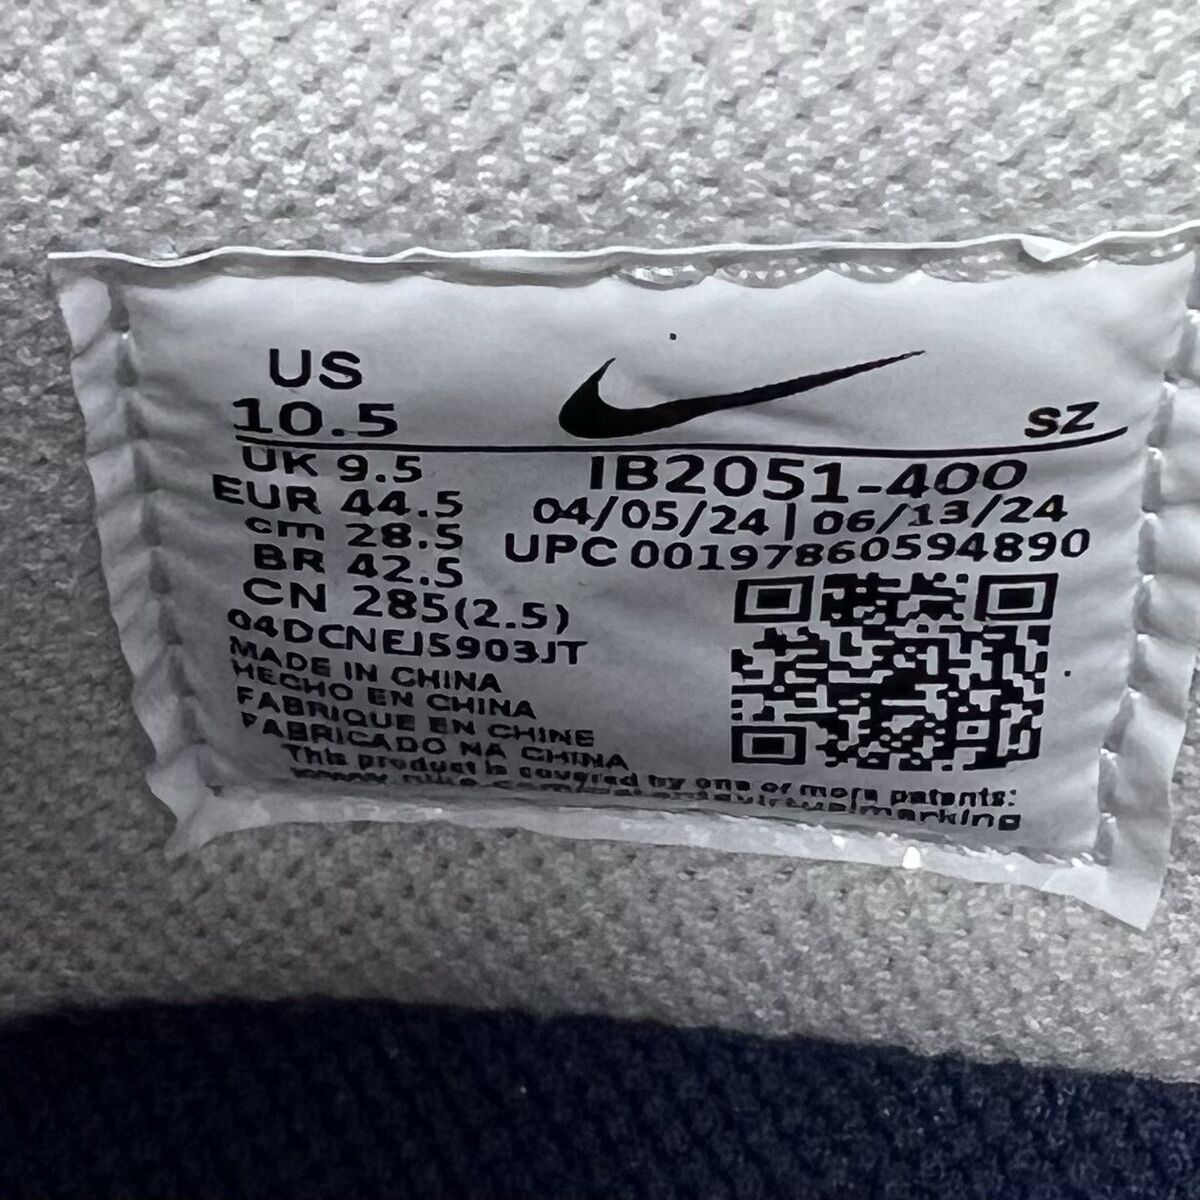 US
10.5
SZ
UK 9.5
IB2051-400
EUR 44.5
04/05/24 | 06/13/24
cm 28.5
UPC 00197860594890
BR 42.5
CN 285(2.5)
04DCNEJ5903JT
MADE IN CHINA
HECHO EN CHINA
FABRIQUE EN CHINE
FABRICADO NA CHINA
This product is covered by one or more patents: